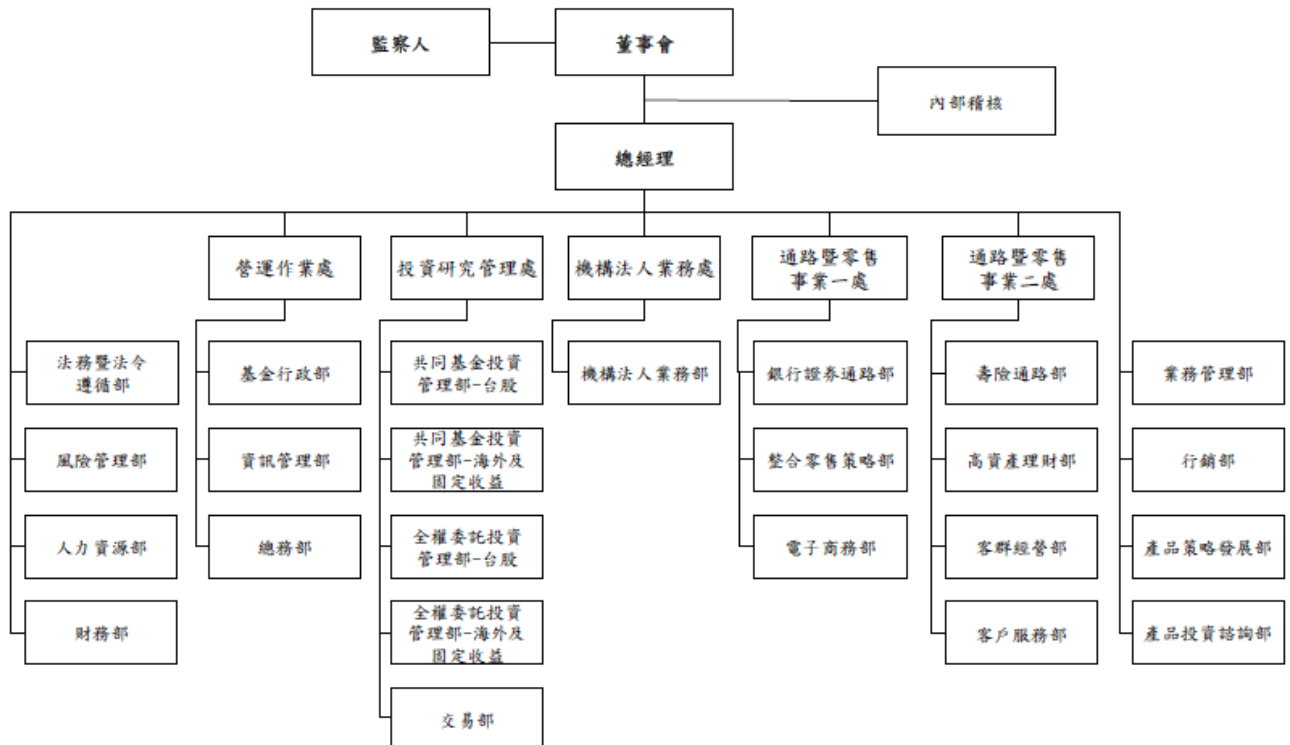 監察人
董事會
內部稽核
總經理
營運作業處
投資研究管理處
機構法人業務處
通路暨零售
事業一處
通路暨零售
事業二處
法務暨法令
遵循部
基金行政部
共同基金投資
管理部-台股
機構法人業務部
銀行證券通路部
壽險通路部
業務管理部
風險管理部
資訊管理部
共同基金投資
管理部-海外及
固定收益
整合零售策略部
高資產理財部
行銷部
人力資源部
總務部
全權委託投資
管理部-台股
電子商務部
客群經營部
產品策略發展部
財務部
全權委託投資
管理部-海外及
固定收益
客戶服務部
產品投資諮詢部
交易部